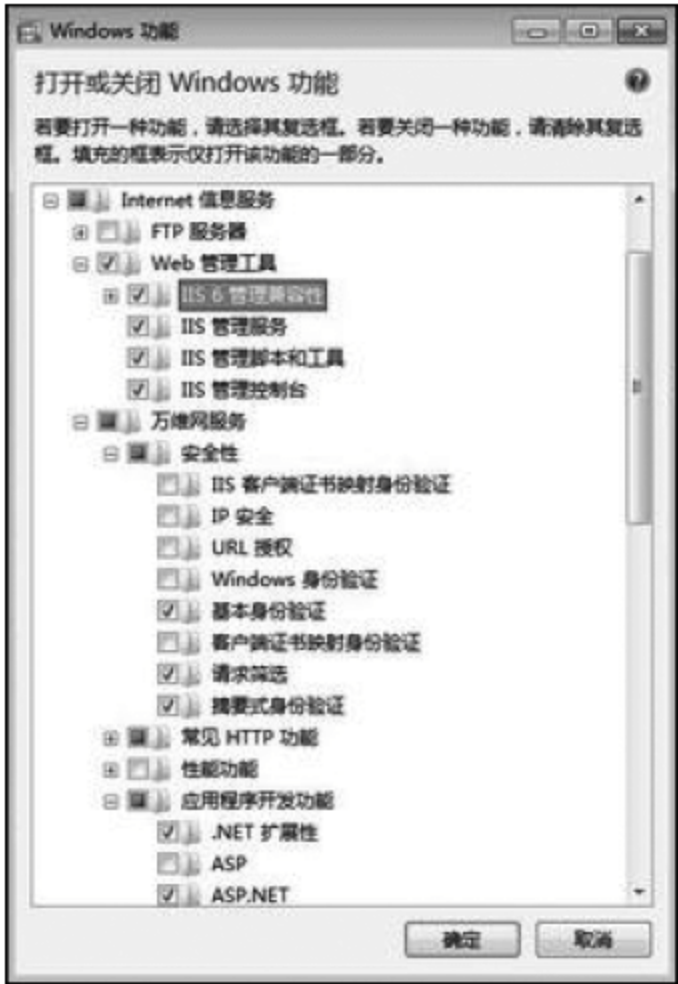 Windows 功能
打开或关闭 Windows 功能
若要打开一种功能，请选择其复选框。若要关闭一种功能，请清除其复选
框。填充的框表示仅打开该功能的一部分。
Internet 信息服务
FTP 服务器
Web 管理工具
IIS 6 管理兼容性
IIS 管理服务
IIS 管理脚本和工具
IIS 管理控制台
万维网服务
安全性
IIS 客户端证书映射身份验证
IP 安全
URL 授权
Windows 身份验证
基本身份验证
客户端证书映射身份验证
请求筛选
摘要式身份验证
常见 HTTP 功能
性能功能
应用程序开发功能
.NET 扩展性
ASP
ASP.NET
确定
取消